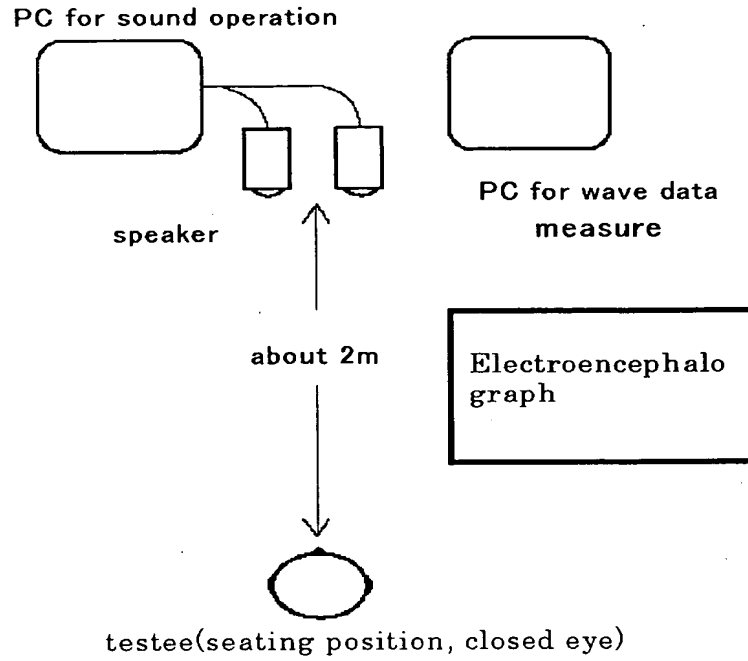 PC for sound operation
speaker
PC for wave data
measure
about 2m
Electroencephalo
graph
testee(seating position, closed eye)